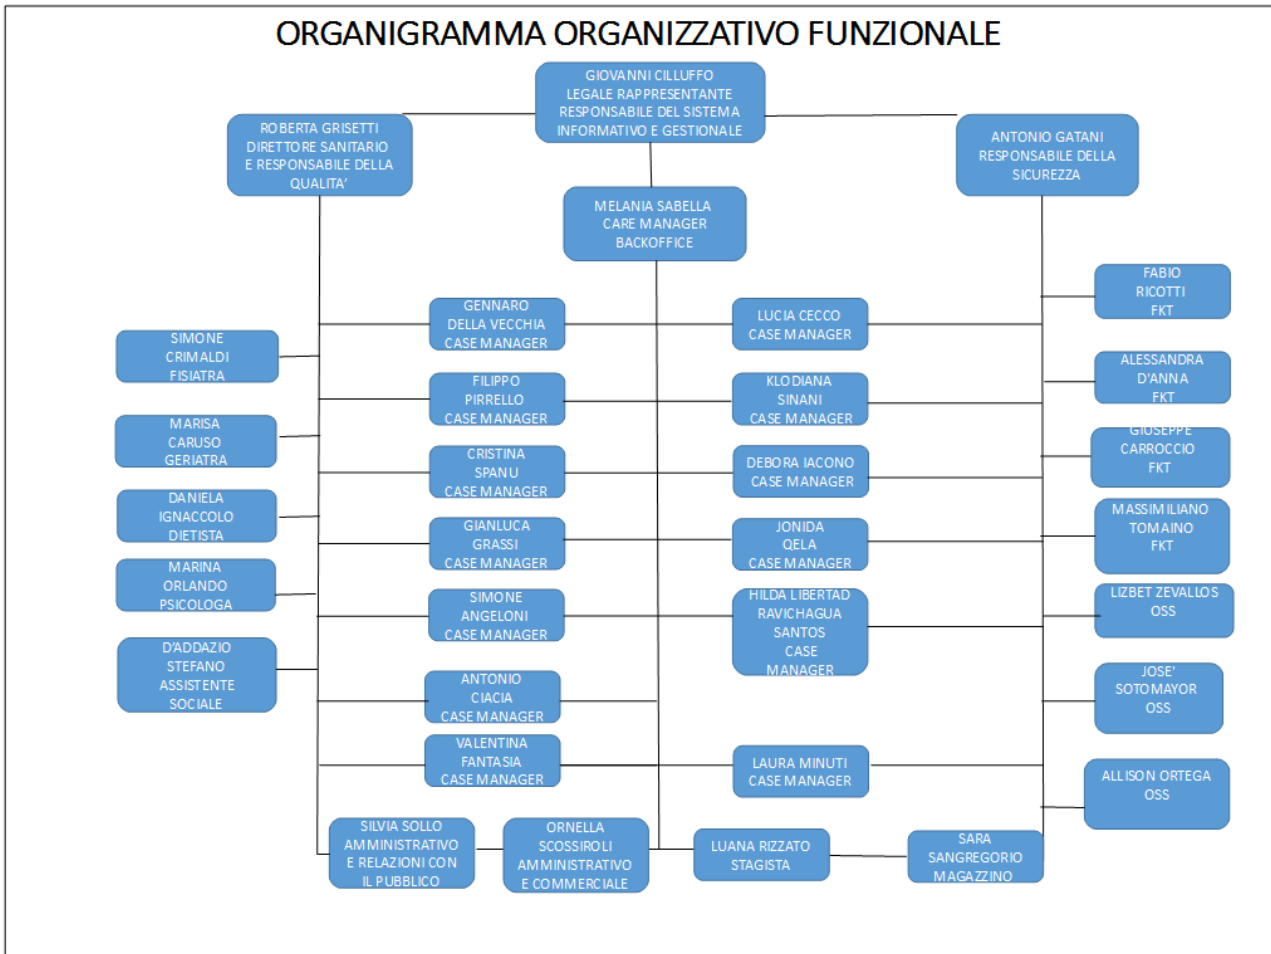 ORGANIGRAMMA ORGANIZZATIVO FUNZIONALE
GIOVANNI CILLUFFO
LEGALE RAPPRESENTANTE
RESPONSABILE DEL SISTEMA
INFORMATIVO E GESTIONALE
ROBERTA GRISETTI
DIRETTORE SANITARIO
E RESPONSABILE DELLA
QUALITA'
ANTONIO GATANI
RESPONSABILE DELLA
SICUREZZA
MELANIA SABELLA
CARE MANAGER
BACKOFFICE
SIMONE
CRIMALDI
FISIATRA
MARISA
CARUSO
GERIATRA
DANIELA
IGNACCOLO
DIETISTA
MARINA
ORLANDO
PSICOLOGA
D'ADDAZIO
STEFANO
ASSISTENTE
SOCIALE
GENNARO
DELLA VECCHIA
CASE MANAGER
FILIPPO
PIRRELLO
CASE MANAGER
CRISTINA
SPANU
CASE MANAGER
GIANLUCA
GRASSI
CASE MANAGER
SIMONE
ANGELONI
CASE MANAGER
ANTONIO
CIACIA
CASE MANAGER
VALENTINA
FANTASIA
CASE MANAGER
LUCIA CECCO
CASE MANAGER
KLODIANA
SINANI
CASE MANAGER
DEBORA IACONO
CASE MANAGER
JONIDA
QELA
CASE MANAGER
HILDA LIBERTAD
RAVICHAGUA
SANTOS
CASE
MANAGER
LAURA MINUTI
CASE MANAGER
FABIO
RICOTTI
FKT
ALESSANDRA
D'ANNA
FKT
GIUSEPPE
CARROCCIO
FKT
MASSIMILIANO
TOMAINO
FKT
LIZBET ZEVALLOS
OSS
JOSE'
SOTOMAYOR
OSS
ALLISON ORTEGA
OSS
SILVIA SOLLO
AMMINISTRATIVO
E RELAZIONI CON
IL PUBBLICO
ORNELLA
SCOSSIROLI
AMMINISTRATIVO
E COMMERCIALE
LUANA RIZZATO
STAGISTA
SARA
SANGREGORIO
MAGAZZINO